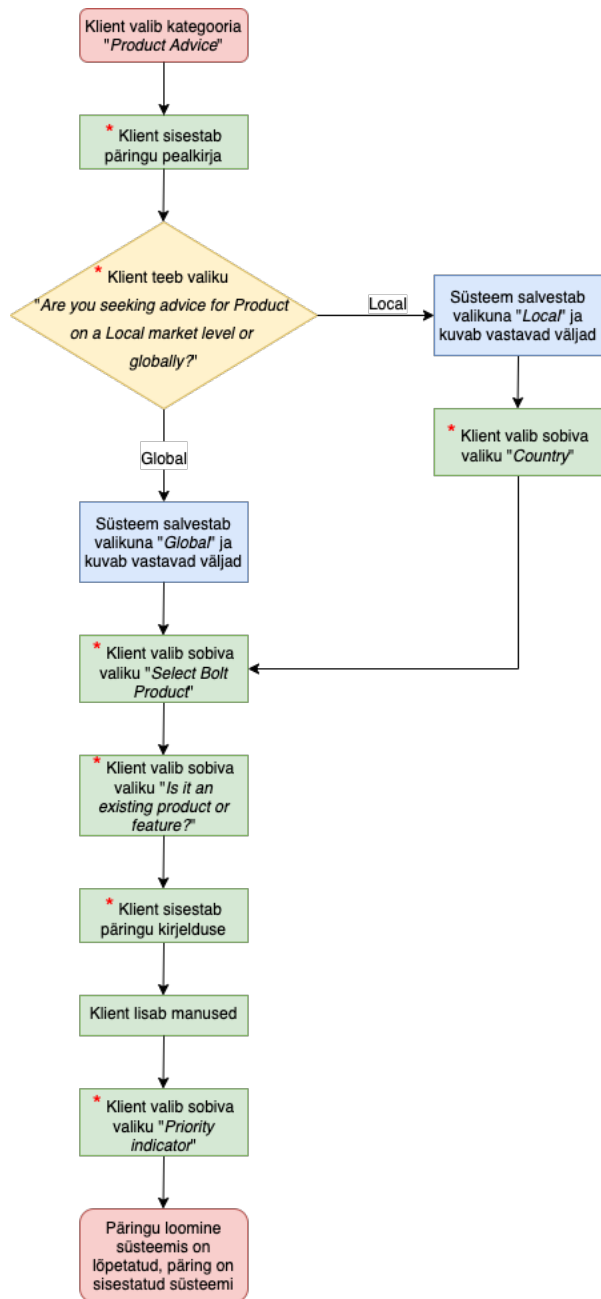 Klient valib kategooria
"Product Advice"
* Klient sisestab
päringu pealkirja
* Klient teeb valiku
"Are you seeking advice for Product
on a Local market level or
globally?"
Local
Süsteem salvestab
valikuna "Local" ja
kuvab vastavad väljad
* Klient valib sobiva
valiku "Country"
Global
Süsteem salvestab
valikuna "Global" ja
kuvab vastavad väljad
* Klient valib sobiva
valiku "Select Bolt
Product"
* Klient valib sobiva
valiku "Is it an
existing product or
feature?"
* Klient sisestab
päringu kirjelduse
Klient lisab manused
* Klient valib sobiva
valiku "Priority
indicator"
Päringu loomine
süsteemis on
lõpetatud, päring on
sisestatud süsteemi